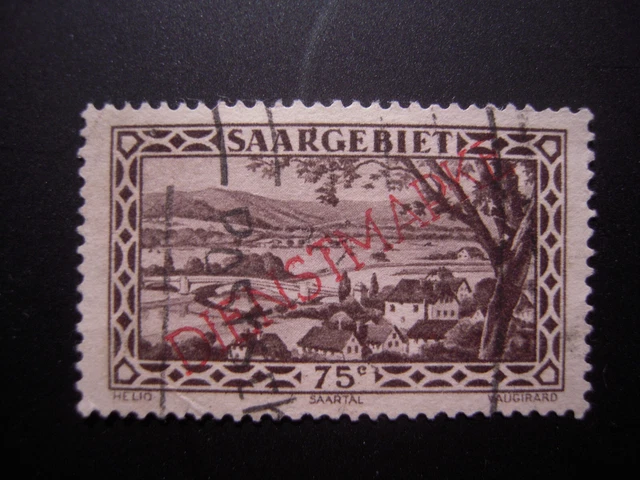 SAARGEBIET
DIENSTMARKE
75c
HELIO SAARTAL VAUGIRARD